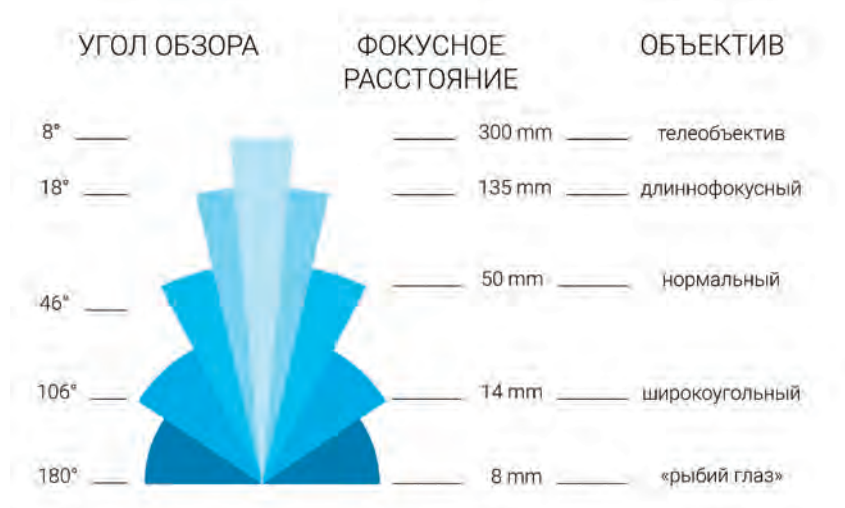 УГОЛ ОБЗОРА ФОКУСНОЕ РАССТОЯНИЕ ОБЪЕКТИВ
8° 300 mm телеобъектив
18° 135 mm длиннофокусный
46° 50 mm нормальный
106° 14 mm широкоугольный
180° 8 mm «рыбий глаз»